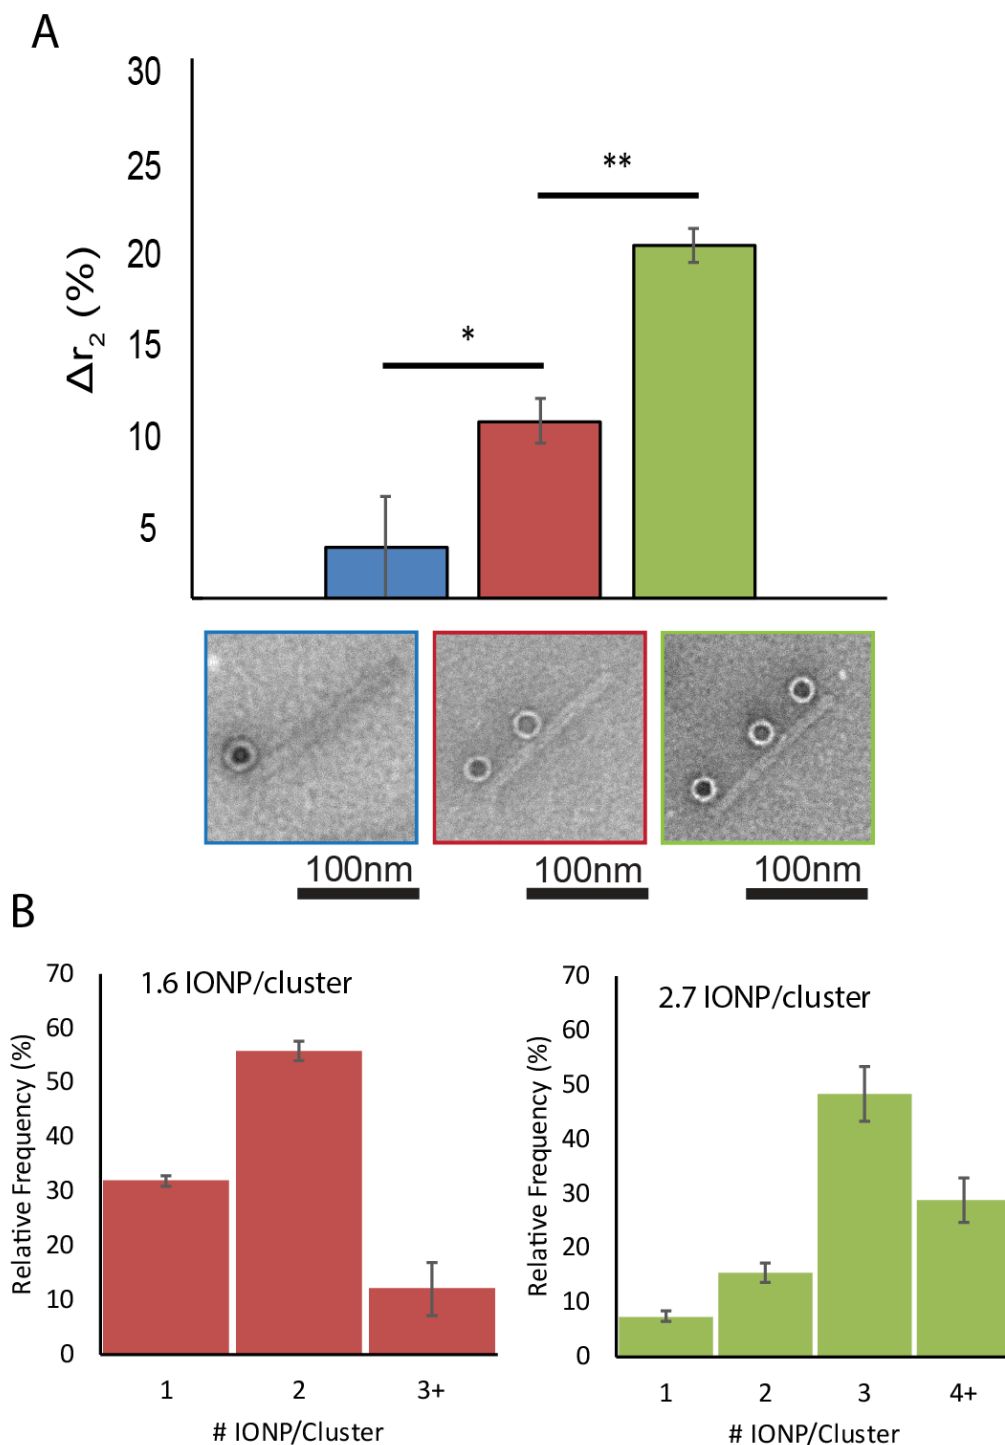 A
30
25
20
15
10
5
Δr₂ (%)
*
**
100nm
100nm
100nm
B
1.6 IONP/cluster
70
60
50
40
30
20
10
0
Relative Frequency (%)
1 2 3+
# IONP/Cluster
2.7 IONP/cluster
70
60
50
40
30
20
10
0
Relative Frequency (%)
1 2 3 4+
# IONP/Cluster